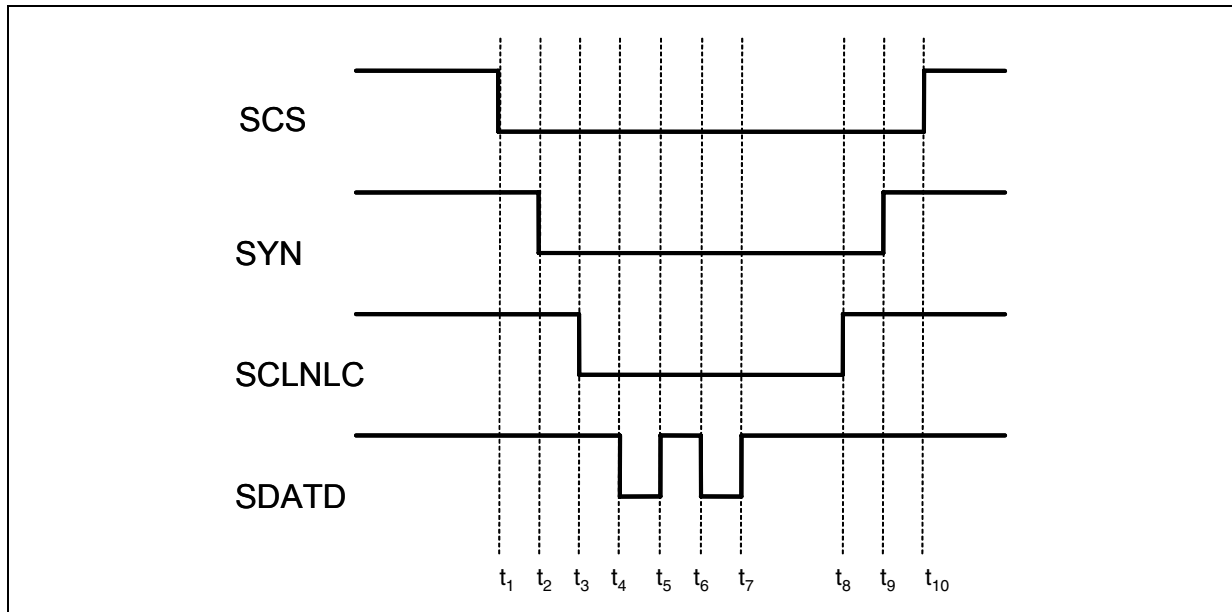 SCS
SYN
SCLNLC
SDATD
t1 t2 t3 t4 t5 t6 t7 t8 t9 t10